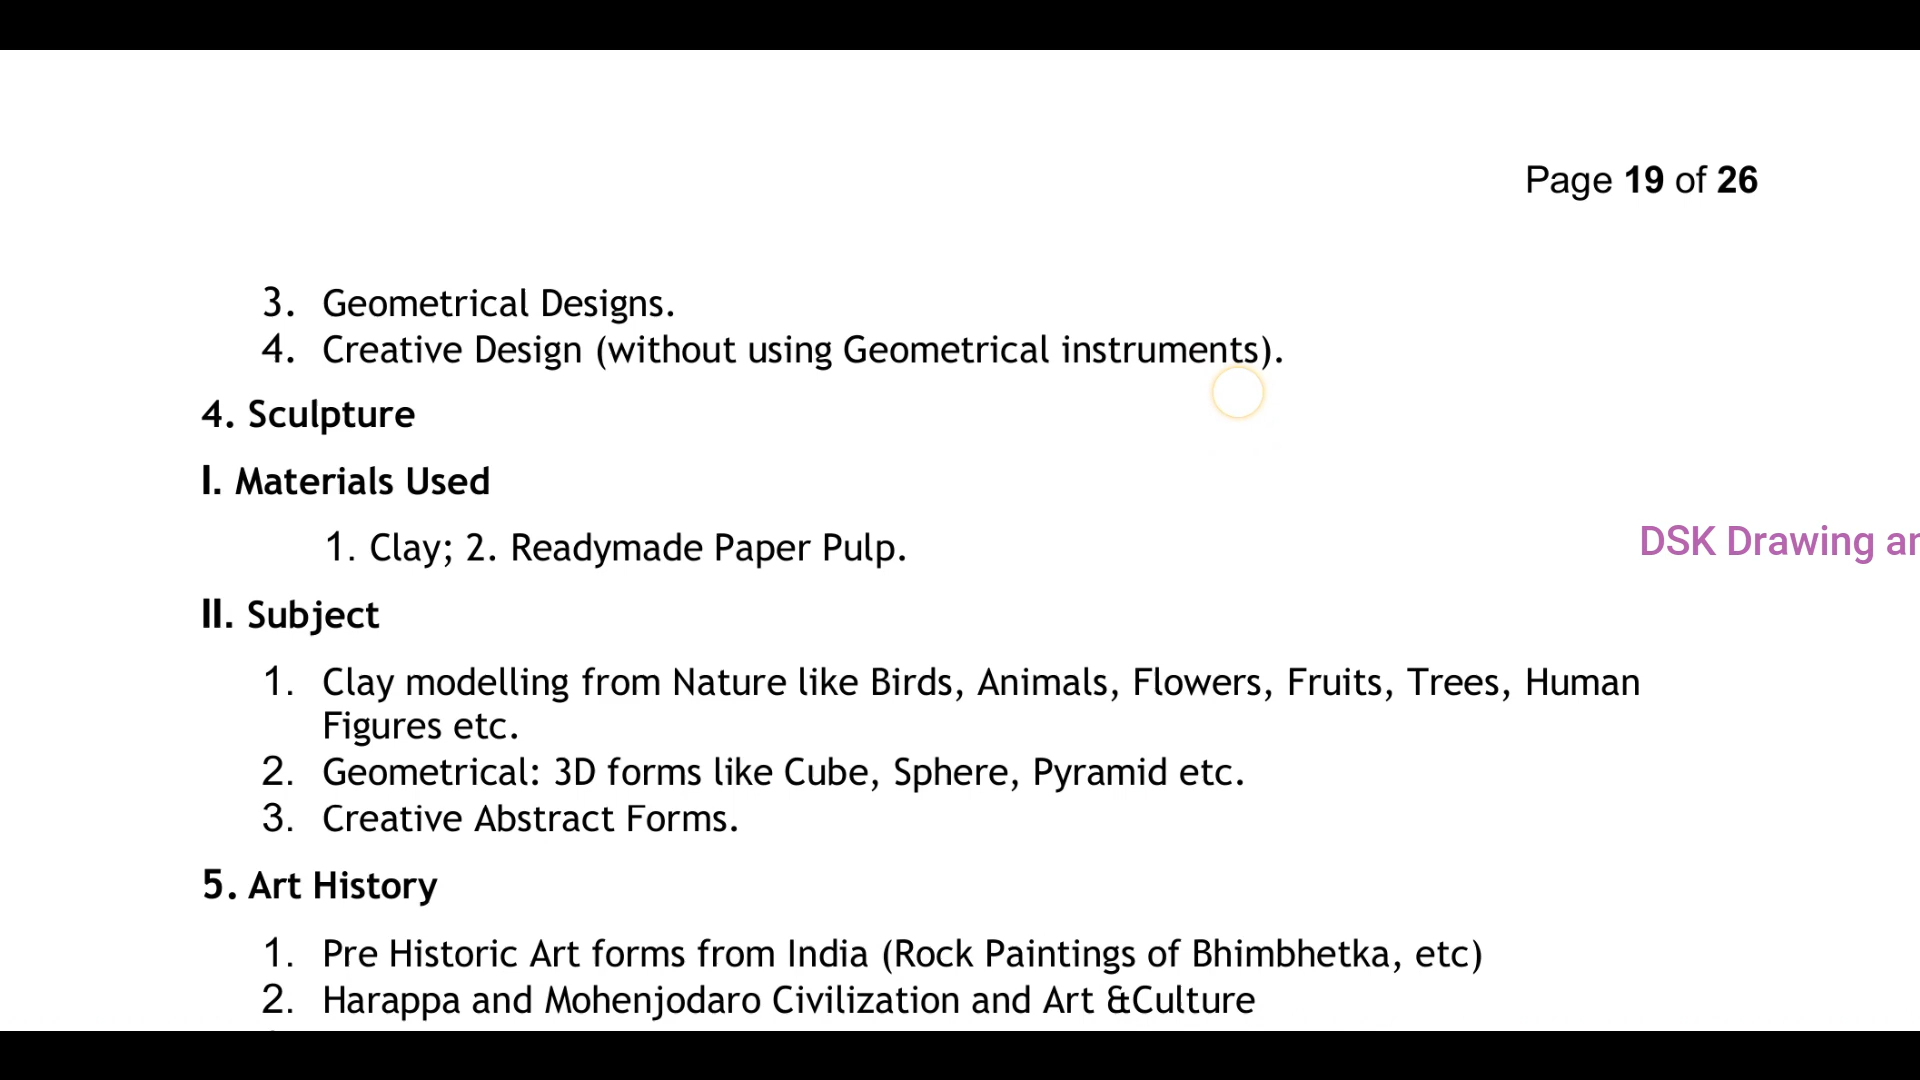 Page 19 of 26
3. Geometrical Designs.
4. Creative Design (without using Geometrical instruments).
4. Sculpture
I. Materials Used
1. Clay; 2. Readymade Paper Pulp.
DSK Drawing ar
II. Subject
1. Clay modelling from Nature like Birds, Animals, Flowers, Fruits, Trees, Human
Figures etc.
2. Geometrical: 3D forms like Cube, Sphere, Pyramid etc.
3. Creative Abstract Forms.
5. Art History
1. Pre Historic Art forms from India (Rock Paintings of Bhimbhetka, etc)
2. Harappa and Mohenjodaro Civilization and Art &Culture